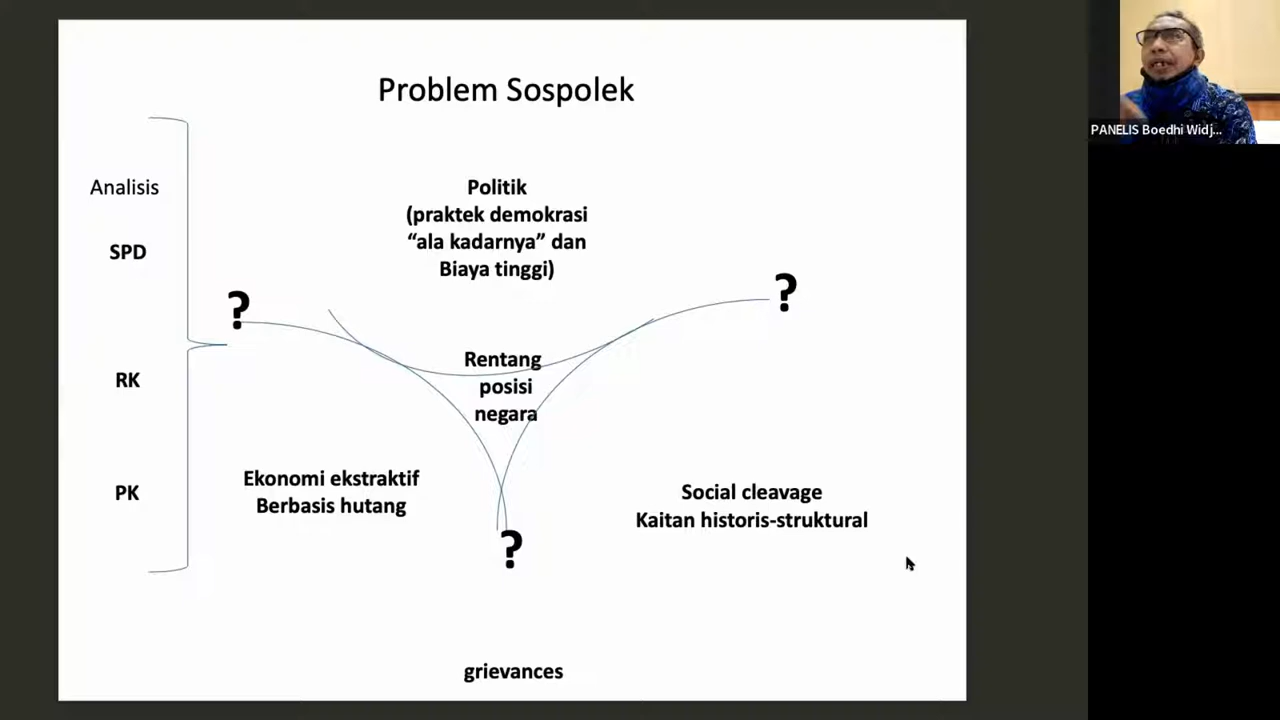 Problem Sospolek
Analisis
SPD
RK
PK
Politik
(praktek demokrasi
“ala kadarnya” dan
Biaya tinggi)
?
?
Rentang
posisi
negara
Ekonomi ekstraktif
Berbasis hutang
Social cleavage
Kaitan historis-struktural
?
grievances
PANELIS Boedhi Widj...